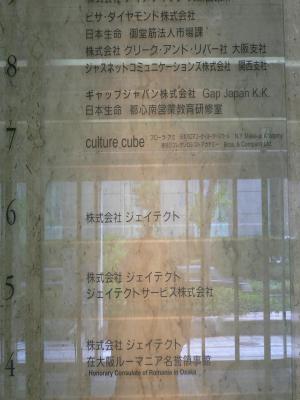 ビザ・ダイヤモンド株式会社
日本生命 御堂筋法人市場課
株式会社 クリーク・アンド・リバー社 大阪支社
8
ジャスネットコミュニケーションズ株式会社 関西支社
ギャップジャパン株式会社 Gap Japan K.K.
日本生命 都心南営業教育研修室
7
culture cube
N.Y. Make-up Academy
Bros. & Company Ltd.
6
株式会社 ジェイテクト
株式会社 ジェイテクト
5
ジェイテクトサービス株式会社
株式会社 ジェイテクト
4
在大阪ルーマニア名誉領事館
Honorary Consulate of Romania in Osaka